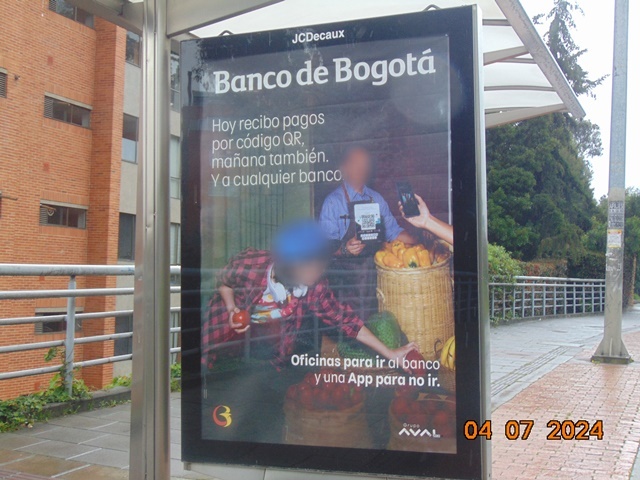 JCDecaux
Banco de Bogotá
Hoy recibo pagos
por código QR,
mañana también.
Y a cualquier banco
Oficinas para ir al banco
y una App para no ir.
Grupo
AVAL
04 07 2024